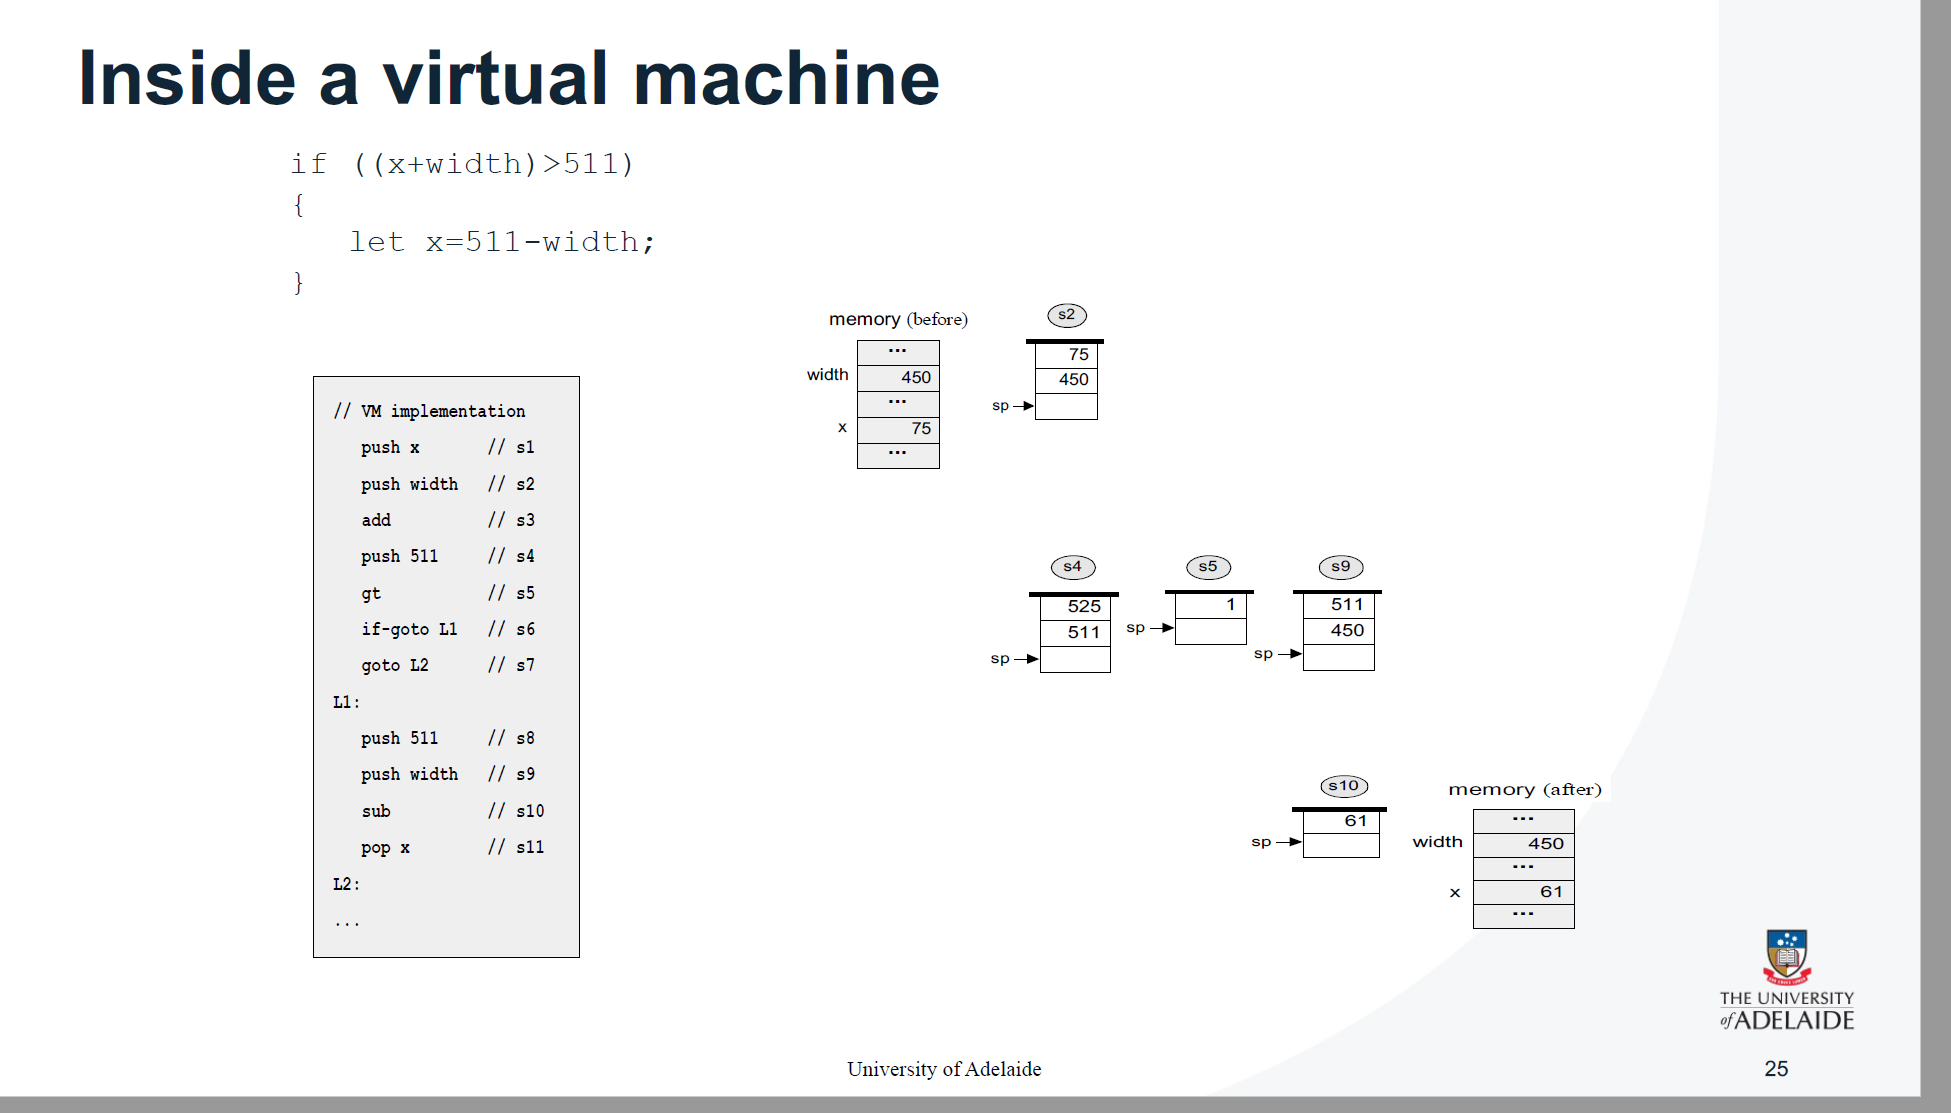 Inside a virtual machine
if ((x+width)>511)
{
let x=511-width;
}
// VM implementation
push x // s1
push width // s2
add // s3
push 511 // s4
gt // s5
if-goto L1 // s6
goto L2 // s7
L1:
push 511 // s8
push width // s9
sub // s10
pop x // s11
L2:
...
memory (before)
...
width 450
...
x 75
...
s2
75
450
sp
s4
525
511
sp
s5
1
sp
s9
511
450
sp
s10
61
sp
memory (after)
...
width 450
...
x 61
...
THE UNIVERSITY
of ADELAIDE
University of Adelaide
25